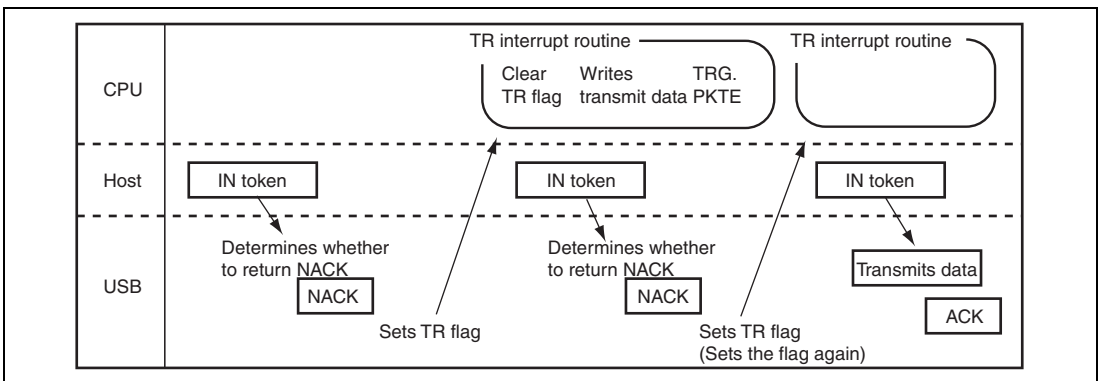 CPU
TR interrupt routine
Clear Writes TRG.
TR flag transmit data PKTE
TR interrupt routine
Host
IN token
IN token
IN token
USB
Determines whether
to return NACK
NACK
Sets TR flag
Determines whether
to return NACK
NACK
Sets TR flag
(Sets the flag again)
Transmits data
ACK